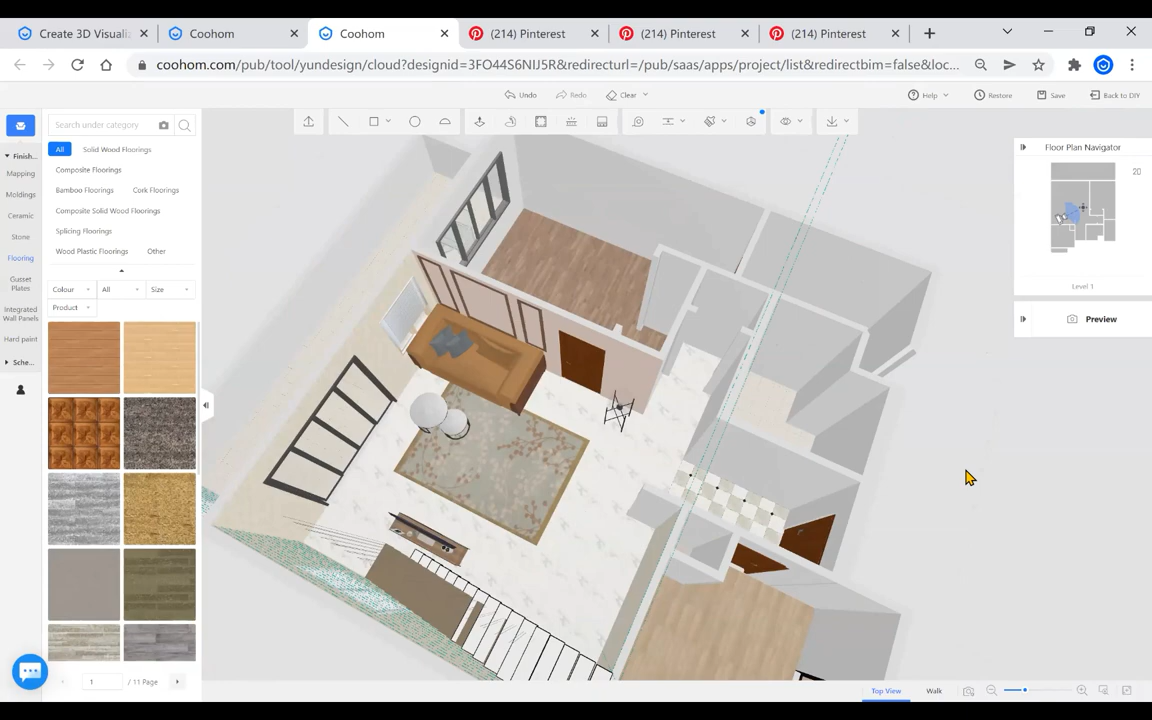 Create 3D Visualiz
Coohom
Coohom
(214) Pinterest
(214) Pinterest
(214) Pinterest
coohom.com/pub/tool/yundesign/cloud?designid=3FO44S6NIJ5R&redirecturl=/pub/saas/apps/project/list&redirectbim=false&loc...
Undo
Redo
Clear
Help
Restore
Save
Back to DIY
Search under category
Finish...
Mapping
Moldings
Ceramic
Stone
Flooring
Gusset
Plates
Integrated
Wall Panels
Hard paint
Sche...
All
Solid Wood Floorings
Composite Floorings
Bamboo Floorings
Cork Floorings
Composite Solid Wood Floorings
Splicing Floorings
Wood Plastic Floorings
Other
Colour
All
Size
Product
1
/ 11 Page
Floor Plan Navigator
2D
Level 1
Preview
Top View
Walk